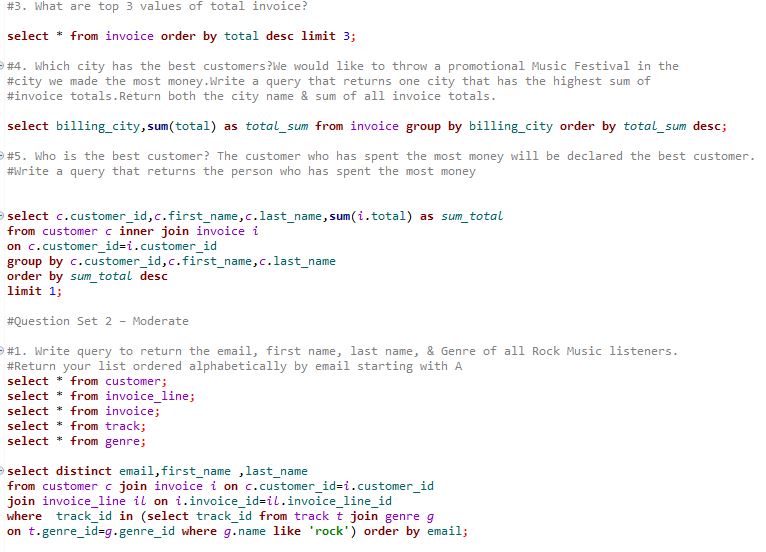 #3. What are top 3 values of total invoice?
select * from invoice order by total desc limit 3;
#4. Which city has the best customers?We would like to throw a promotional Music Festival in the
#city we made the most money.Write a query that returns one city that has the highest sum of
#invoice totals.Return both the city name & sum of all invoice totals.
select billing_city,sum(total) as total_sum from invoice group by billing_city order by total_sum desc;
#5. Who is the best customer? The customer who has spent the most money will be declared the best customer.
#Write a query that returns the person who has spent the most money
select c.customer_id,c.first_name,c.last_name,sum(i.total) as sum_total
from customer c inner join invoice i
on c.customer_id=i.customer_id
group by c.customer_id,c.first_name,c.last_name
order by sum_total desc
limit 1;
#Question Set 2 - Moderate
#1. Write query to return the email, first name, last name, & Genre of all Rock Music listeners.
#Return your list ordered alphabetically by email starting with A
select * from customer;
select * from invoice_line;
select * from invoice;
select * from track;
select * from genre;
select distinct email,first_name ,last_name
from customer c join invoice i on c.customer_id=i.customer_id
join invoice_line il on i.invoice_id=il.invoice_line_id
where  track_id in (select track_id from track t join genre g
on t.genre_id=g.genre_id where g.name like 'rock') order by email;